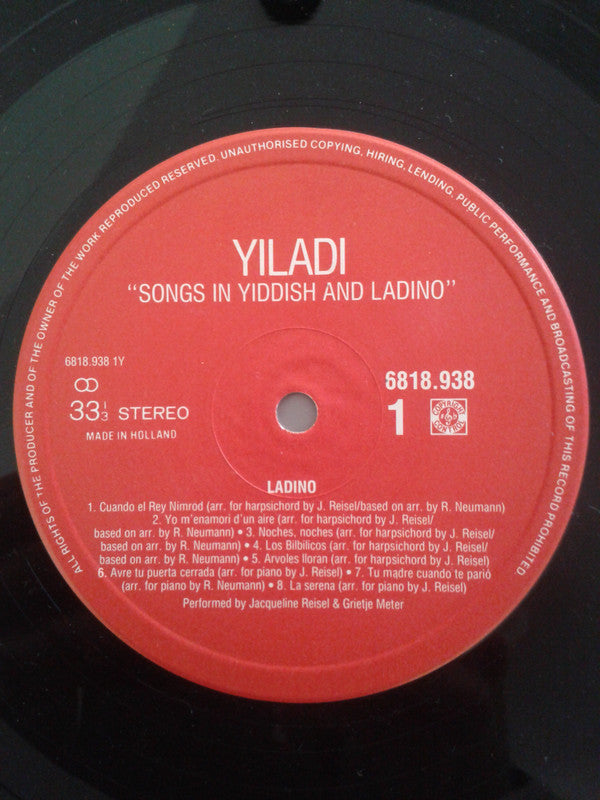 ALL RIGHTS OF THE PRODUCER AND OF THE OWNER OF THE WORK REPRODUCED RESERVED. UNAUTHORISED COPYING, HIRING, LENDING, PUBLIC PERFORMANCE AND BROADCASTING OF THIS RECORD PROHIBITED
YILADI
“SONGS IN YIDDISH AND LADINO”
6818.938 1Y
33 1/3 STEREO
MADE IN HOLLAND
6818.938
1
COPYRIGHT
CONTROL
LADINO
1. Cuando el Rey Nimrod (arr. for harpsichord by J. Reisel/based on arr. by R. Neumann)
2. Yo m'enamori d'un aire (arr. for harpsichord by J. Reisel/
based on arr. by R. Neumann) • 3. Noches, noches (arr. for harpsichord by J. Reisel/
based on arr. by R. Neumann) • 4. Los Bilbilicos (arr. for harpsichord by J. Reisel/
based on arr. by R. Neumann) • 5. Arvoles lloran (arr. for harpsichord by J. Reisel)
6. Avre tu puerta cerrada (arr. for piano by J. Reisel) • 7. Tu madre cuando te parió
(arr. for piano by R. Neumann) • 8. La serena (arr. for piano by J. Reisel)
Performed by Jacqueline Reisel & Grietje Meter